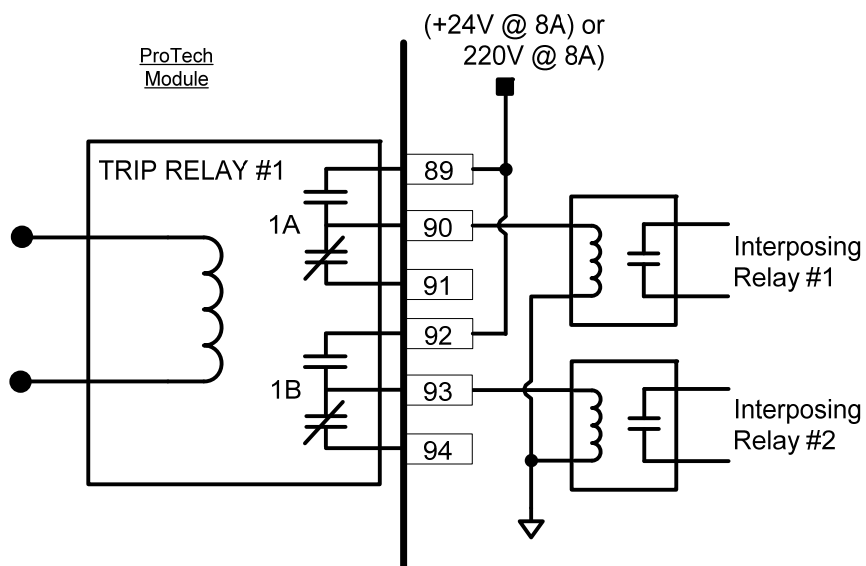 (+24V @ 8A) or
220V @ 8A)
ProTech
Module
TRIP RELAY #1
1A
89
90
91
92
1B
93
94
Interposing
Relay #1
Interposing
Relay #2